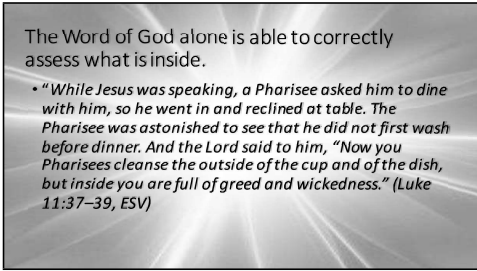 The Word of God alone is able to correctly
assess what is inside.
• “While Jesus was speaking, a Pharisee asked him to dine
with him, so he went in and reclined at table. The
Pharisee was astonished to see that he did not first wash
before dinner. And the Lord said to him, “Now you
Pharisees cleanse the outside of the cup and of the dish,
but inside you are full of greed and wickedness.” (Luke
11:37–39, ESV)